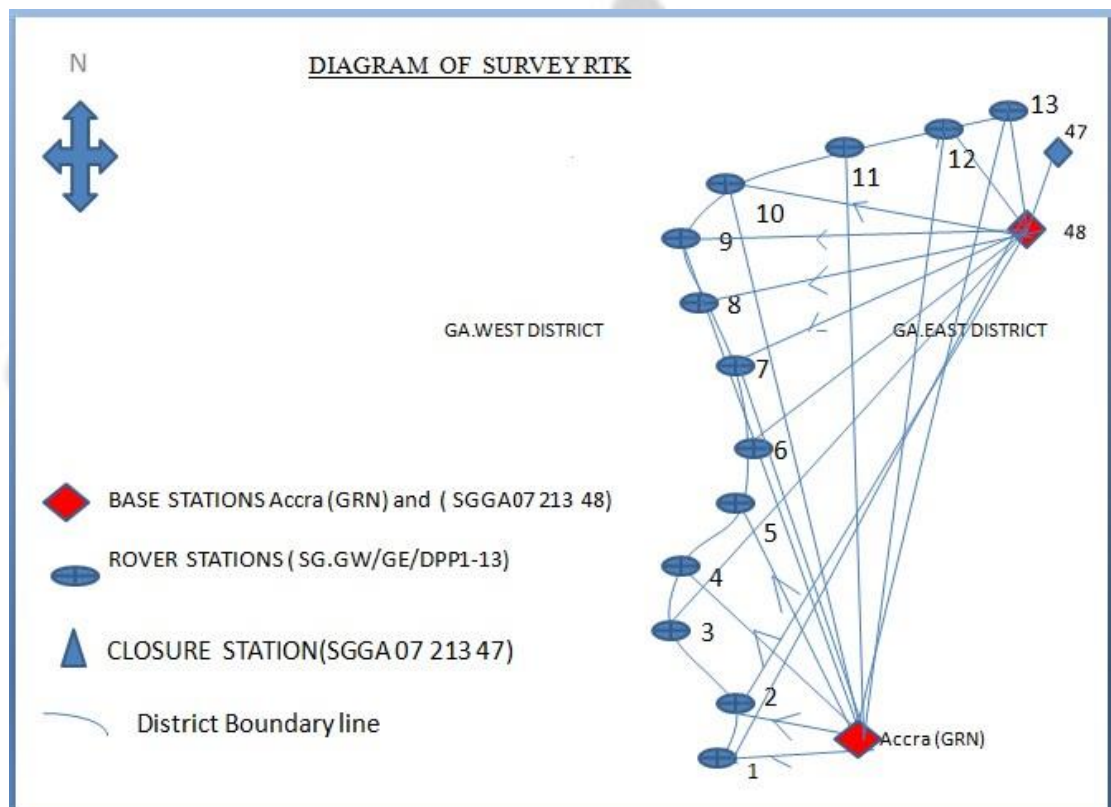 N
DIAGRAM OF SURVEY RTK
13
47
12
11
10
48
9
8
GA.WEST DISTRICT
GA.EAST DISTRICT
7
6
BASE STATIONS Accra (GRN) and ( SGGA07 213 48)
5
ROVER STATIONS ( SG.GW/GE/DPP1-13)
4
3
CLOSURE STATION(SGGA 07 213 47)
2
District Boundary line
Accra (GRN)
1